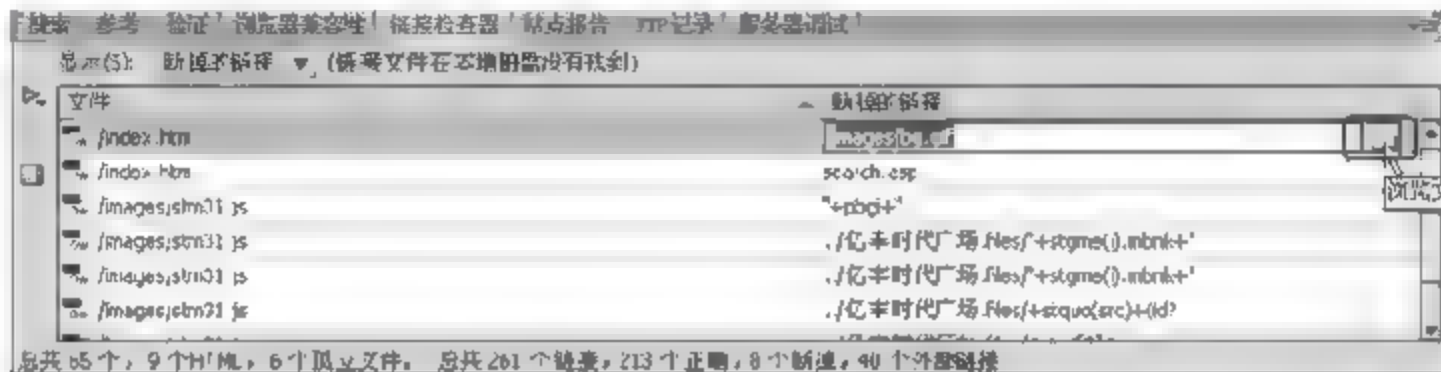 搜索 参考 验证 浏览器兼容性 链接检查器 站点报告 FTP记录 服务器调试
显示(S): 断掉的链接 (链接文件在本地磁盘没有找到)
文件 断掉的链接
/index.htm images/bg.gif
/index.htm search.asp
浏览文
/images/stm31.js "+pbgi+"
/images/stm31.js ./亿丰时代广场.files/"+stgme().mbnk+"
/images/stm31.js ./亿丰时代广场.files/"+stgme().mbnk+"
/images/stm31.js ./亿丰时代广场.files/+stquo(src)+(id?
总共 65 个, 9 个HTML, 6 个孤立文件。 总共 261 个链接, 213 个正确, 8 个断掉, 40 个外部链接